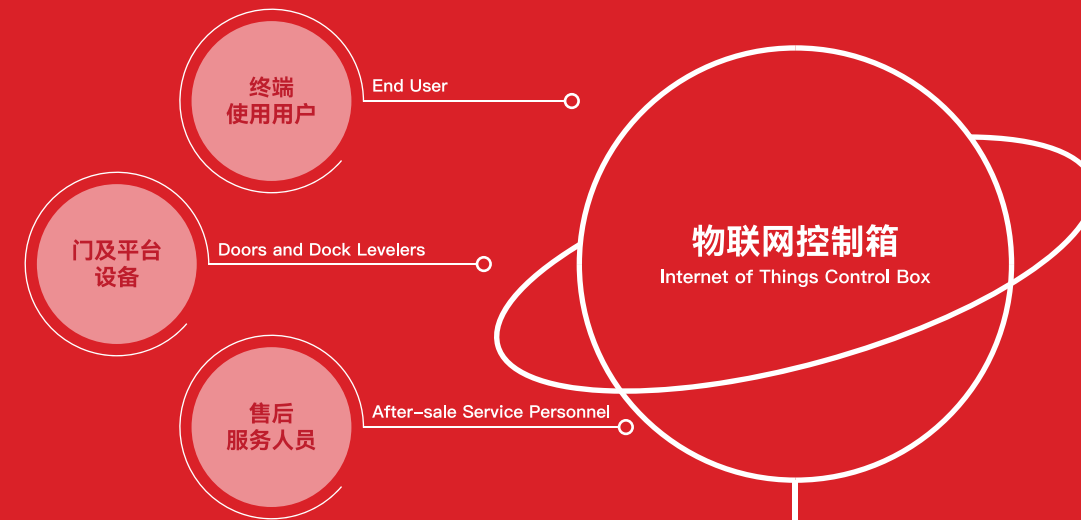 终端
使用用户
End User
门及平台
设备
Doors and Dock Levelers
售后
服务人员
After-sale Service Personnel
物联网控制箱
Internet of Things Control Box